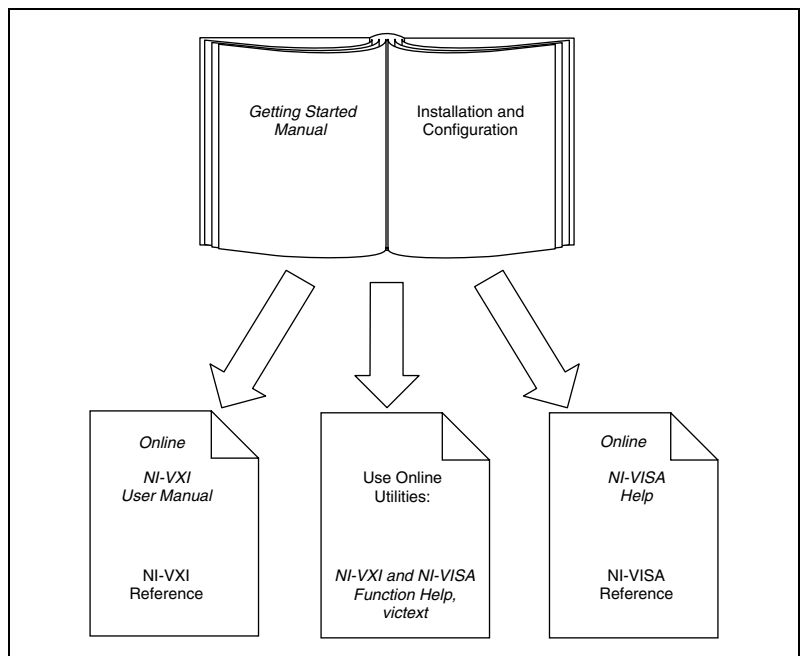 Getting Started
Manual
Installation and
Configuration
Online
NI-VXI
User Manual
NI-VXI
Reference
Use Online
Utilities:
NI-VXI and NI-VISA
Function Help,
victext
Online
NI-VISA
Help
NI-VISA
Reference